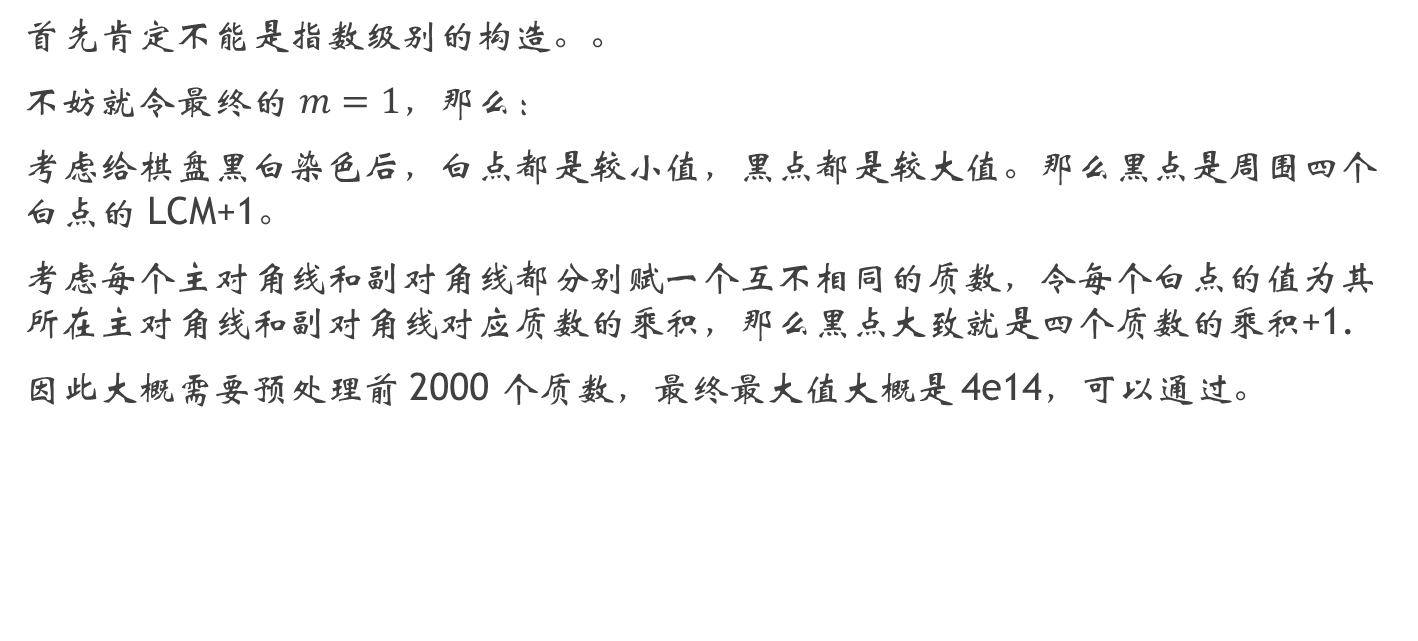 首先肯定不能是指数级别的构造。。
不妨就令最终的 m = 1，那么：
考虑给棋盘黑白染色后，白点都是较小值，黑点都是较大值。那么黑点是周围四个
白点的 LCM+1。
考虑每个主对角线和副对角线都分别赋一个互不相同的质数，令每个白点的值为其
所在主对角线和副对角线对应质数的乘积，那么黑点大致就是四个质数的乘积+1.
因此大概需要预处理前 2000 个质数，最终最大值大概是 4e14，可以通过。